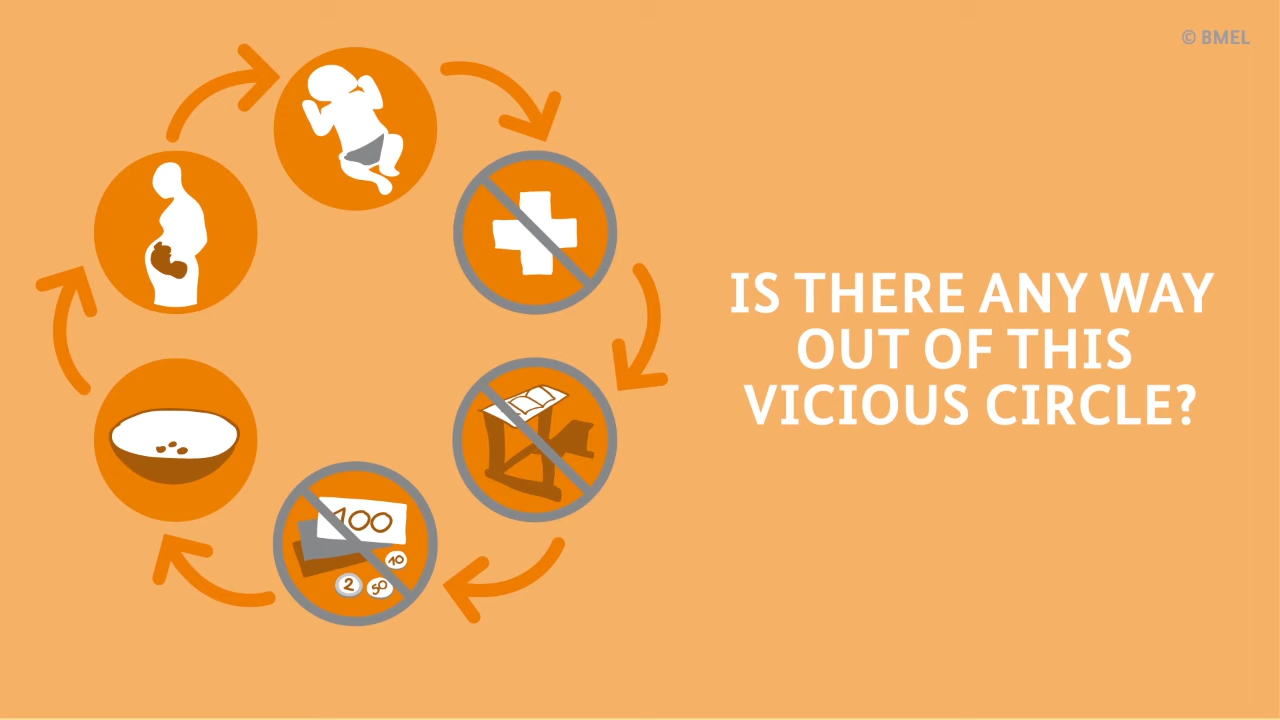 © BMEL
IS THERE ANY WAY
OUT OF THIS
VICIOUS CIRCLE?
100
10
2
50